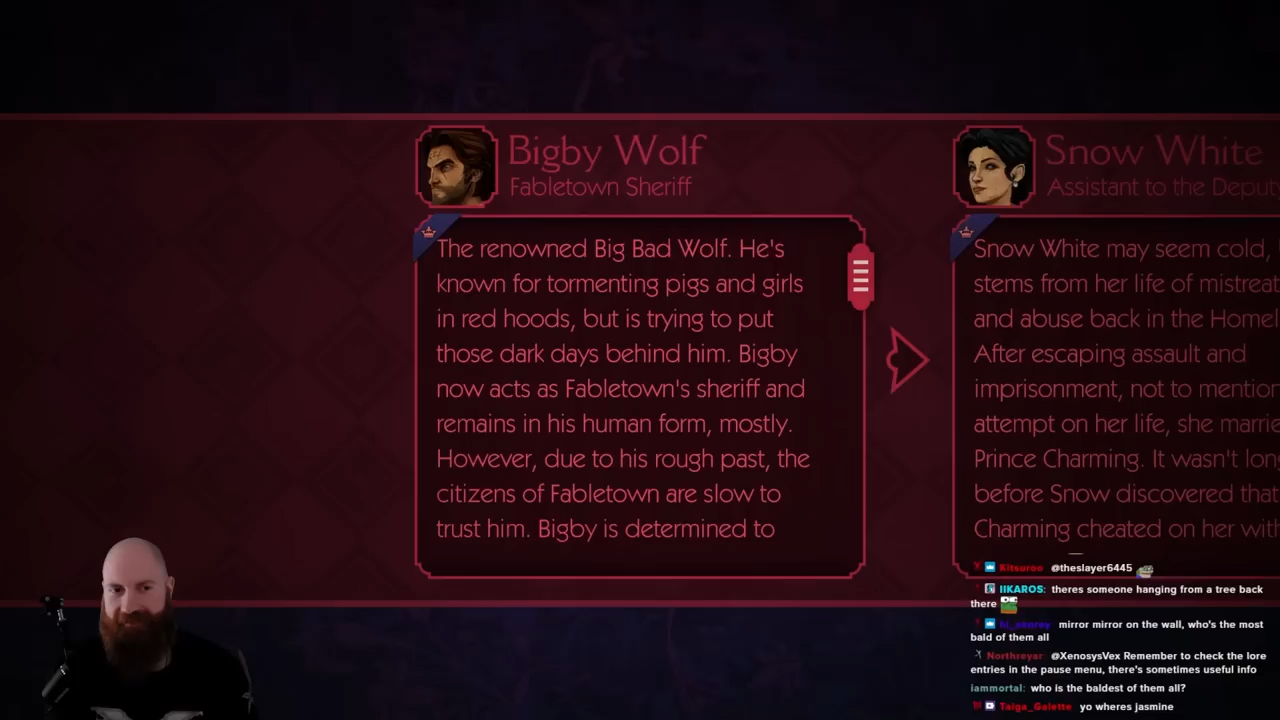 Bigby Wolf
Fabletown Sheriff
The renowned Big Bad Wolf. He's
known for tormenting pigs and girls
in red hoods, but is trying to put
those dark days behind him. Bigby
now acts as Fabletown's sheriff and
remains in his human form, mostly.
However, due to his rough past, the
citizens of Fabletown are slow to
trust him. Bigby is determined to
Snow White
Assistant to the Deput
Snow White may seem cold,
stems from her life of mistreat
and abuse back in the Homel
After escaping assault and
imprisonment, not to mention
attempt on her life, she marrie
Prince Charming. It wasn't long
before Snow discovered that
Charming cheated on her with
Kitsuroo @theslayer6445
IIKAROS: theres someone hanging from a tree back
there
mirror mirror on the wall, who's the most
bald of them all
Northreyar @XenosysVex Remember to check the lore
entries in the pause menu, there's sometimes useful info
iammortal: who is the baldest of them all?
Taiga_Galette yo wheres jasmine